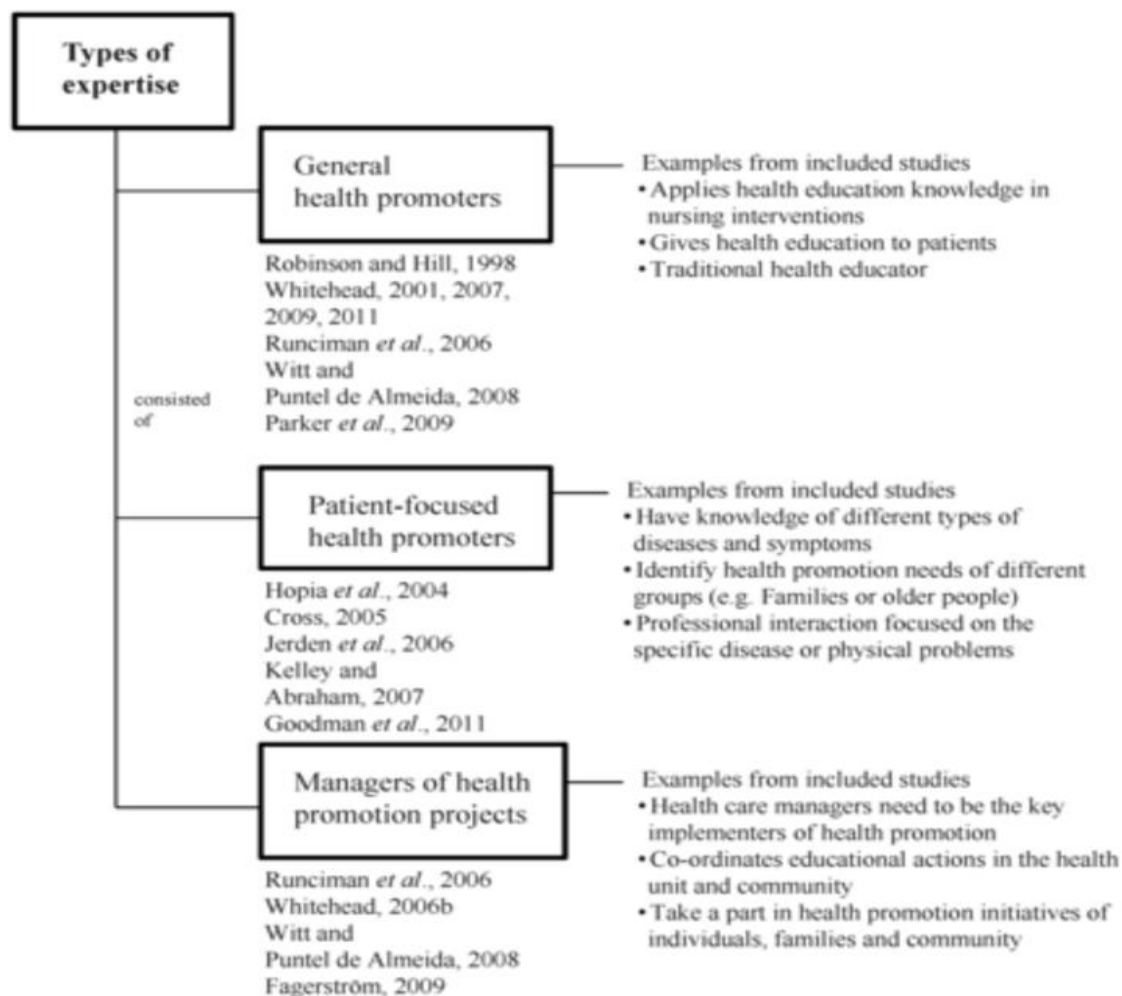 Types of
expertise
General
health promoters
Examples from included studies
•Applies health education knowledge in
nursing interventions
•Gives health education to patients
•Traditional health educator
Robinson and Hill, 1998
Whitehead, 2001, 2007,
2009, 2011
Runciman et al., 2006
Witt and
Puntel de Almeida, 2008
Parker et al., 2009
consisted
of
Patient-focused
health promoters
Examples from included studies
•Have knowledge of different types of
diseases and symptoms
•Identify health promotion needs of different
groups (e.g. Families or older people)
•Professional interaction focused on the
specific disease or physical problems
Hopia et al., 2004
Cross, 2005
Jerden et al., 2006
Kelley and
Abraham, 2007
Goodman et al., 2011
Managers of health
promotion projects
Examples from included studies
•Health care managers need to be the key
implementers of health promotion
•Co-ordinates educational actions in the health
unit and community
•Take a part in health promotion initiatives of
individuals, families and community
Runciman et al., 2006
Whitehead, 2006b
Witt and
Puntel de Almeida, 2008
Fagerström, 2009